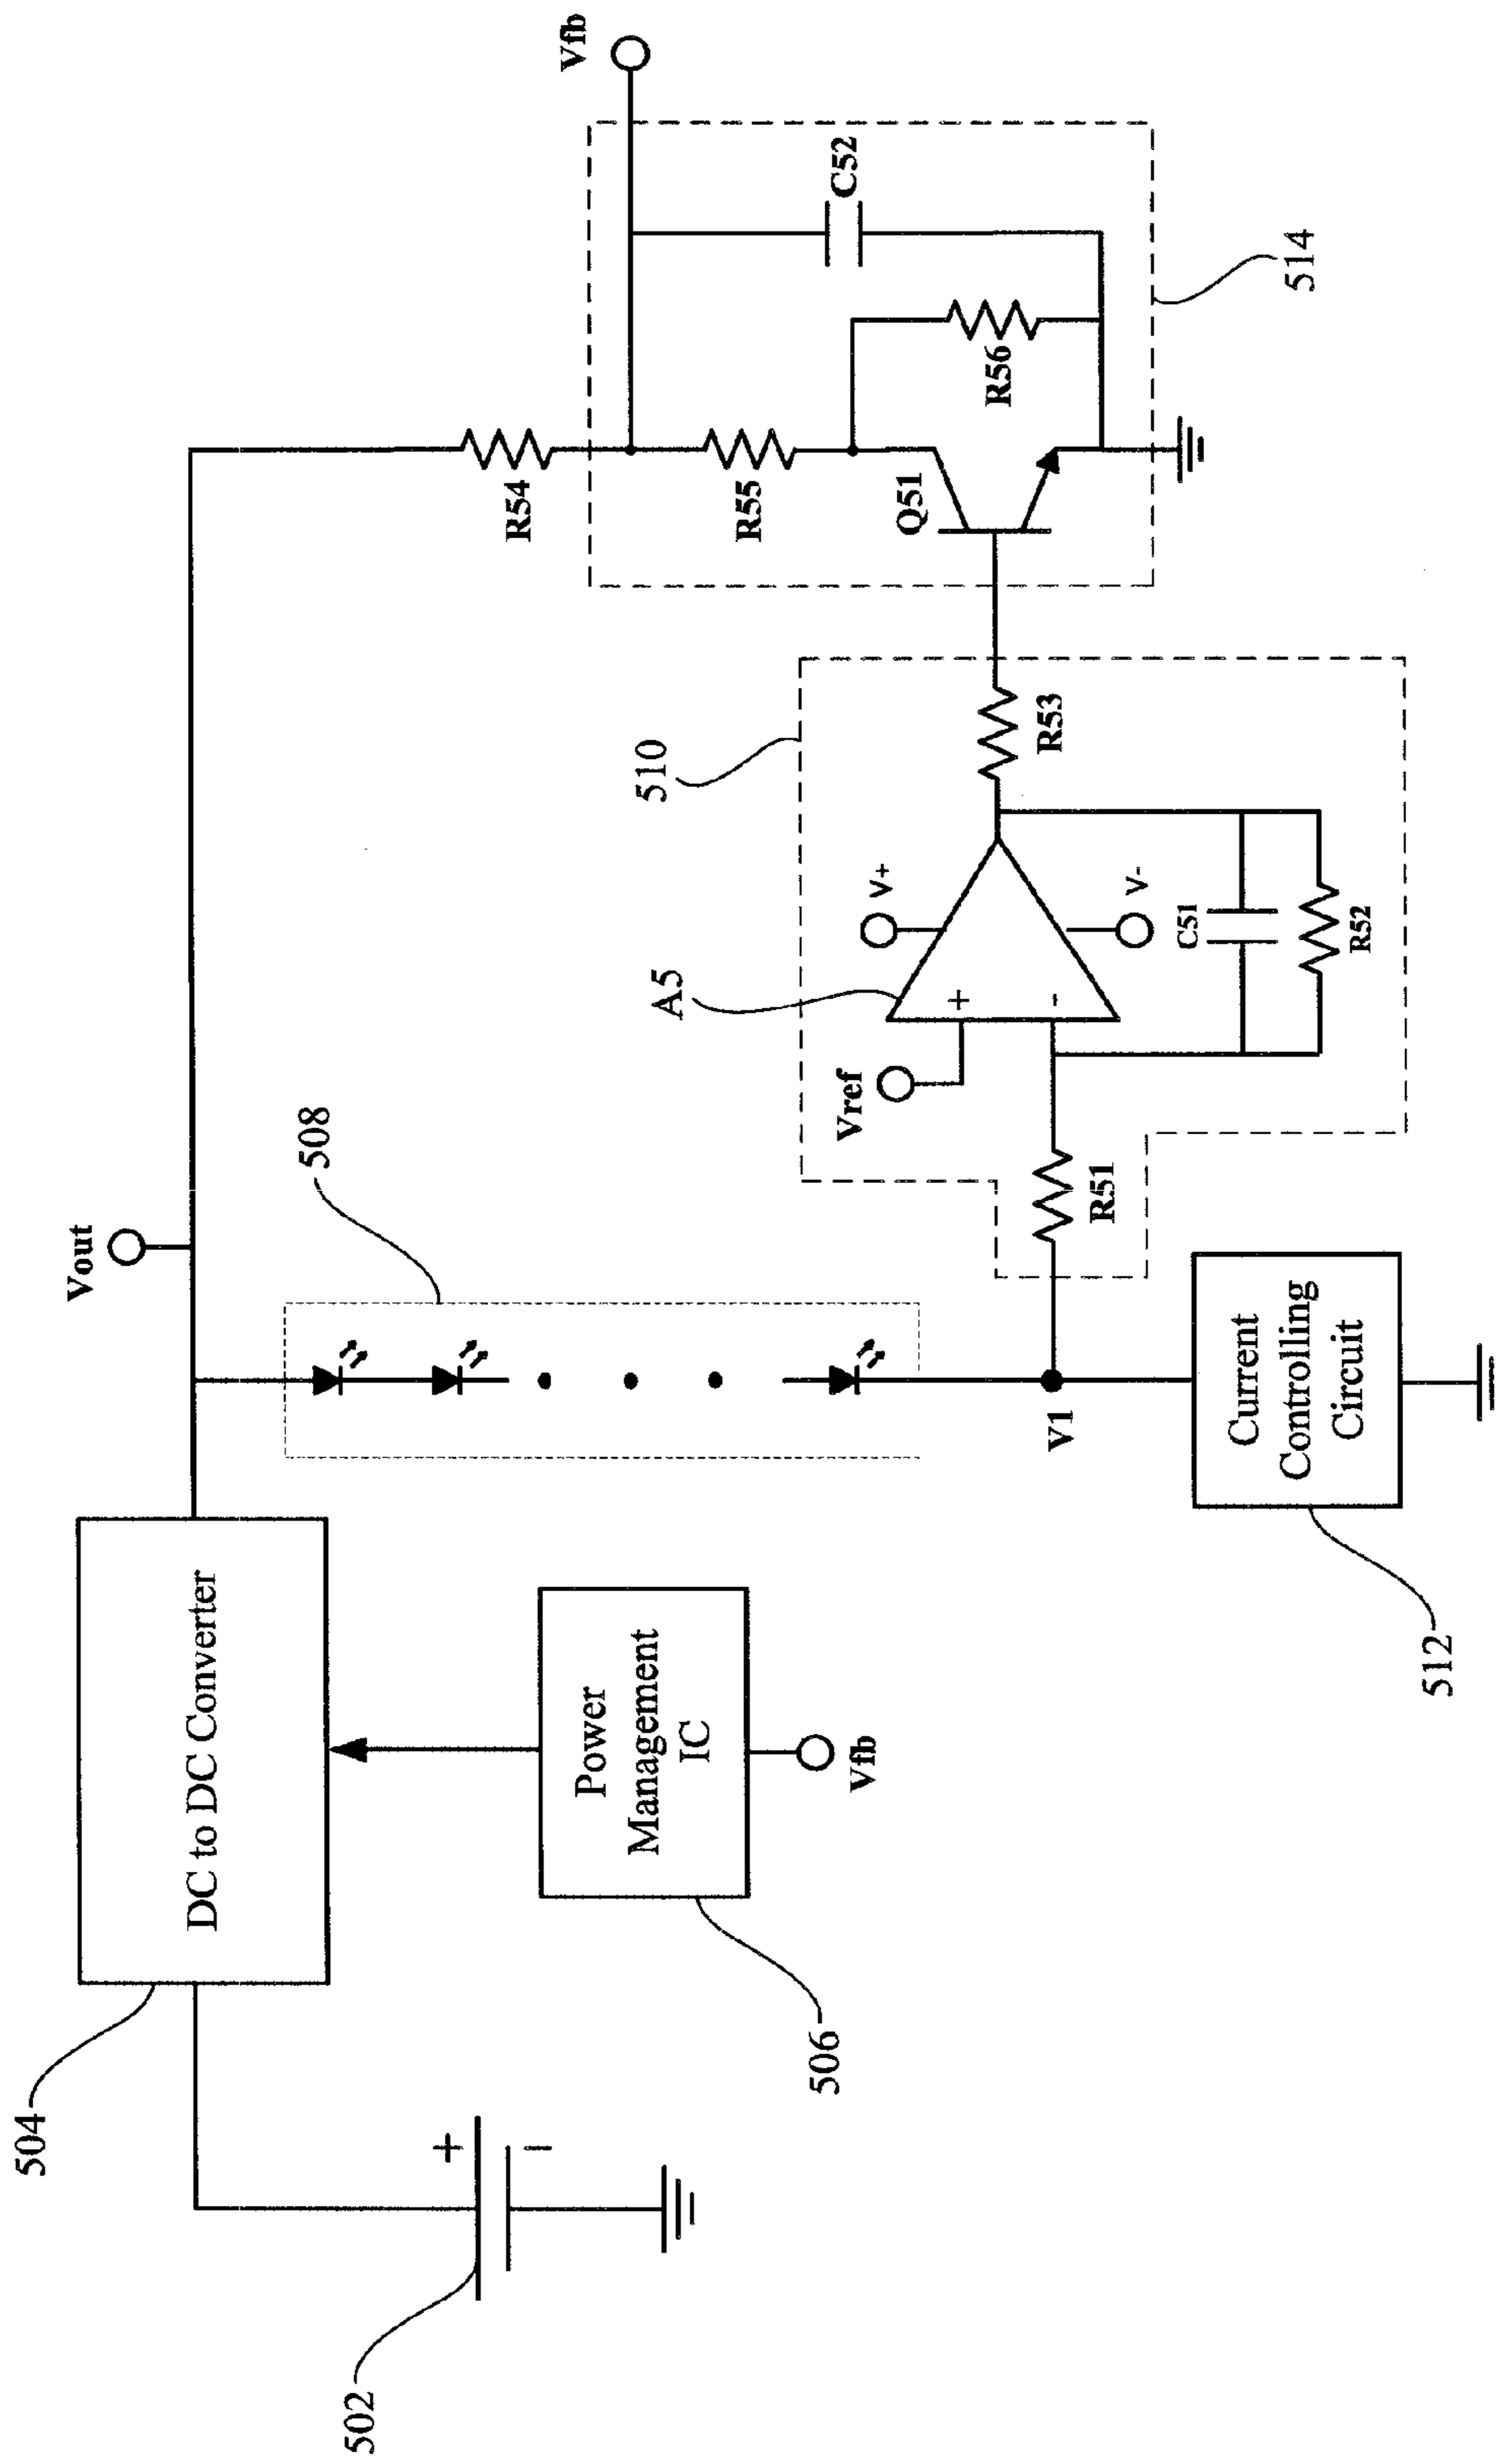 Vout
Vfb
504
DC to DC Converter
508
R54
514
502
+
-
Power
Management
IC
Vfb
506
V1
Current
Controlling
Circuit
512
510
A5
Vref
+
-
V+
V-
R51
C51
R52
R53
R55
Q51
R56
C52